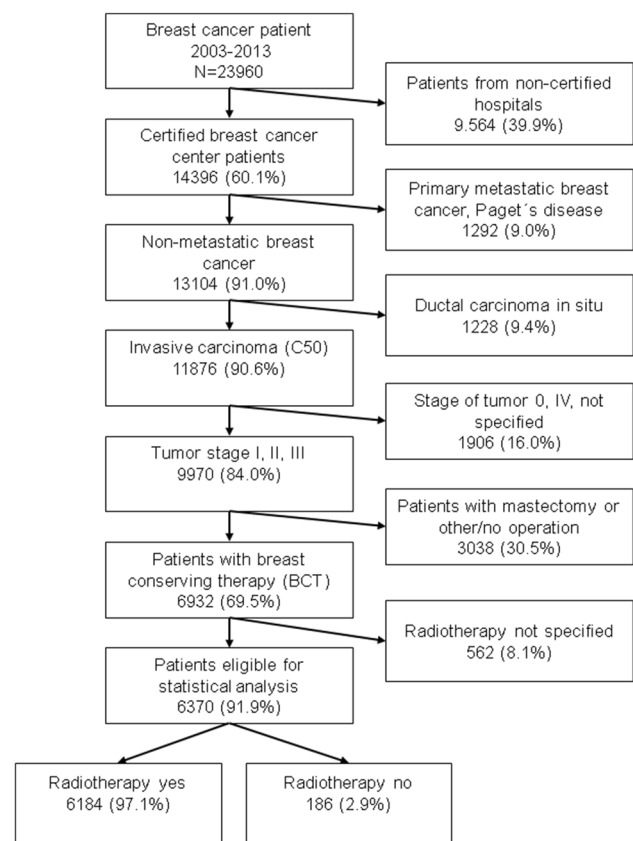 Breast cancer patient
2003-2013
N=23960
Patients from non-certified
hospitals
9.564 (39.9%)
Certified breast cancer
center patients
14396 (60.1%)
Primary metastatic breast
cancer, Paget´s disease
1292 (9.0%)
Non-metastatic breast
cancer
13104 (91.0%)
Ductal carcinoma in situ
1228 (9.4%)
Invasive carcinoma (C50)
11876 (90.6%)
Stage of tumor 0, IV, not
specified
1906 (16.0%)
Tumor stage I, II, III
9970 (84.0%)
Patients with mastectomy or
other/no operation
3038 (30.5%)
Patients with breast
conserving therapy (BCT)
6932 (69.5%)
Radiotherapy not specified
562 (8.1%)
Patients eligible for
statistical analysis
6370 (91.9%)
Radiotherapy yes
6184 (97.1%)
Radiotherapy no
186 (2.9%)